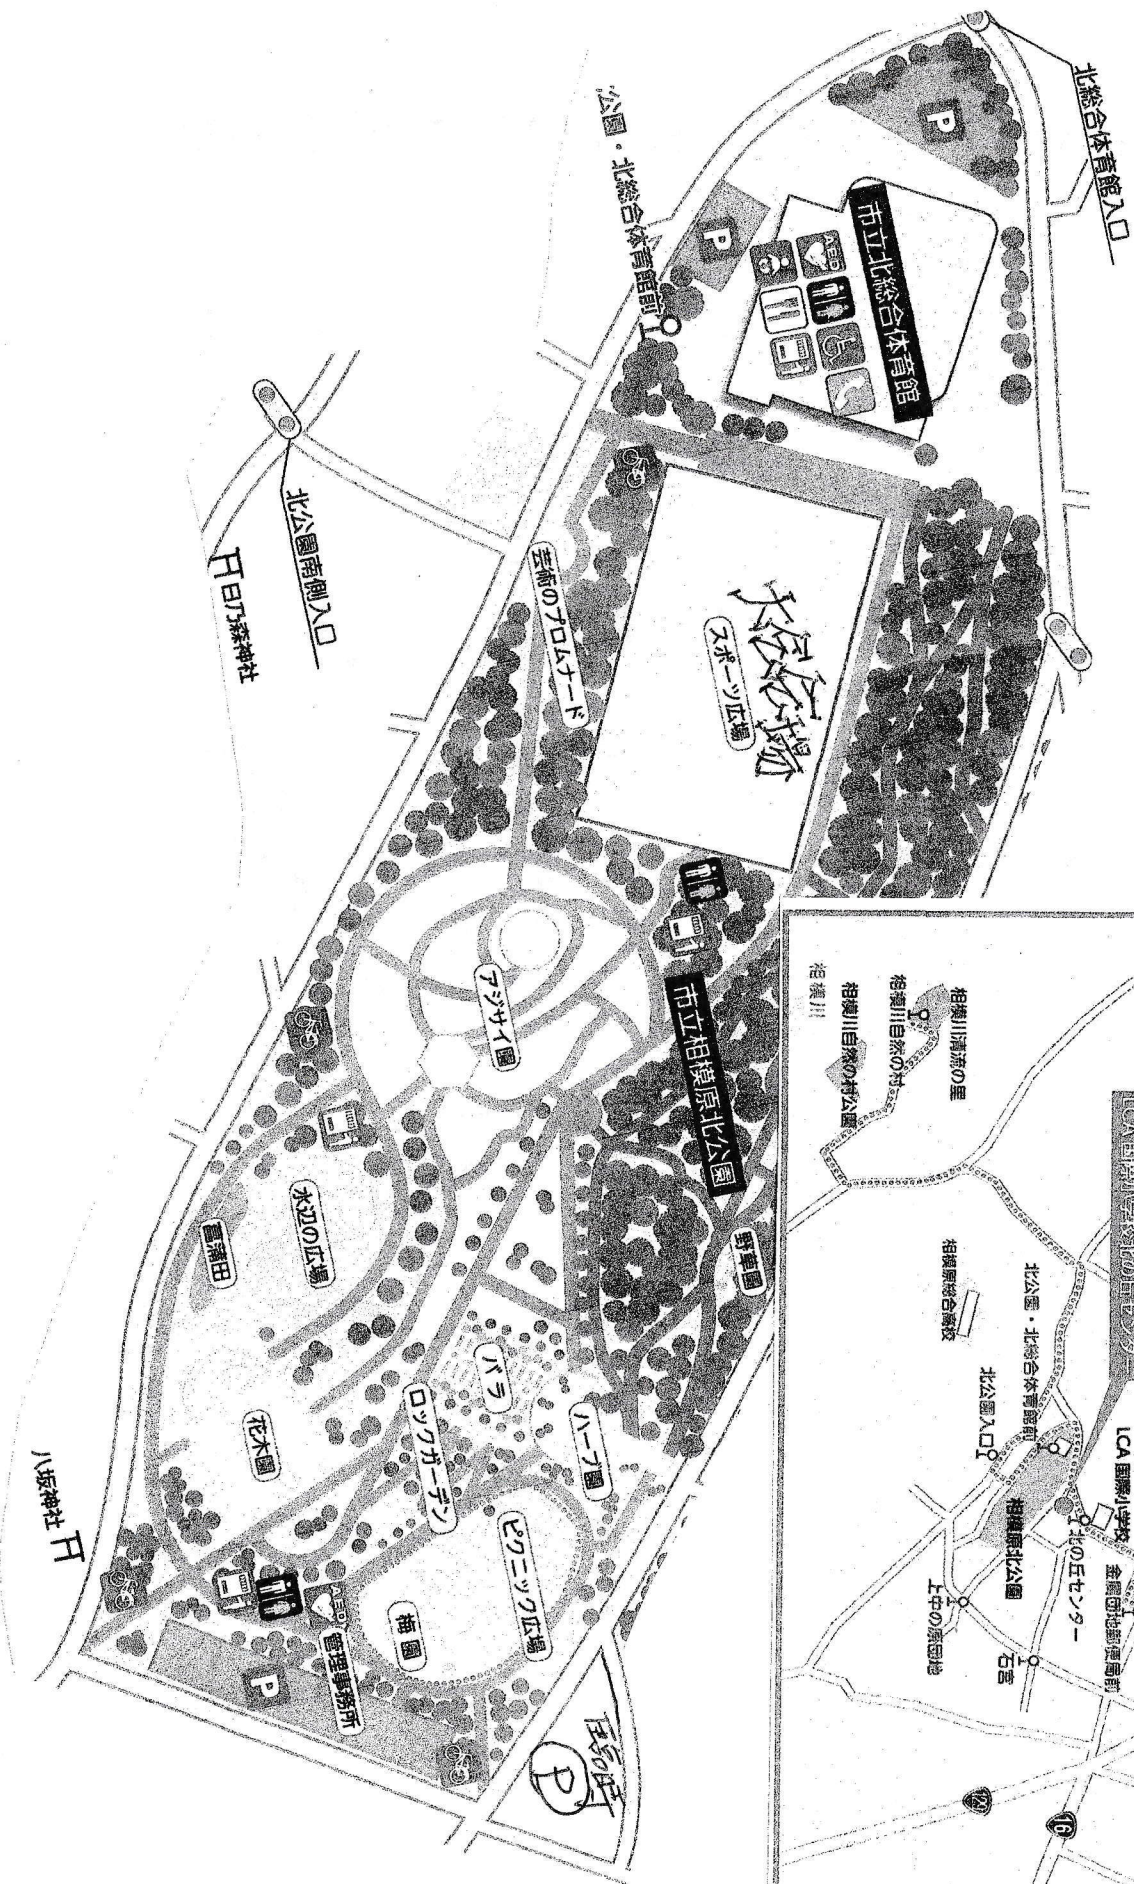 北総合体育館入口
P
市立北総合体育館
AED
P
公園・北総合体育館前
北公園南側入口
日乃森神社
芸術のプロムナード
大会会場
スポーツ広場
アジサイ園
市立相模原北公園
野草園
水辺の広場
菖蒲田
バラ
ロックガーデン
ハーブ園
花木園
ピクニック広場
梅園
AED
管理事務所
P
八坂神社
P
相模川清流の里
相模川自然の村
相模川自然の村公園
相模川
相模原総合高校
北公園・北総合体育館前
北公園入口
相模原北公園
LCA 国際小学校
北の丘センター
上中の原団地
石宮
129
16